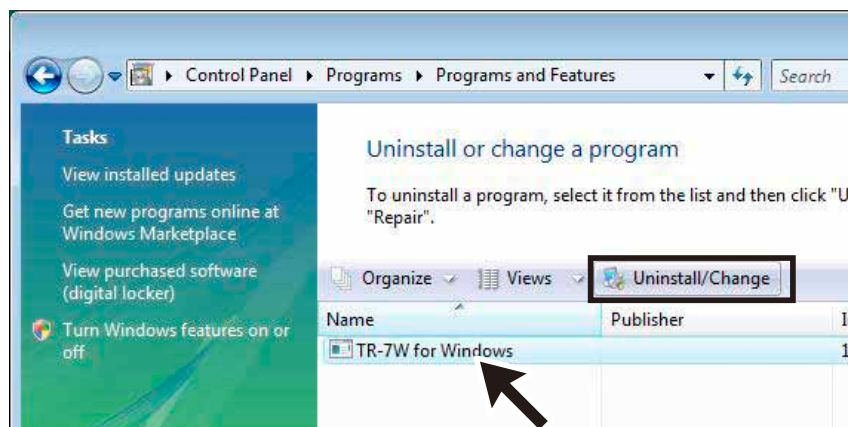 Control Panel Programs Programs and Features Search
Tasks
View installed updates
Get new programs online at
Windows Marketplace
View purchased software
(digital locker)
Turn Windows features on or
off
Uninstall or change a program
To uninstall a program, select it from the list and then click "U
"Repair".
Organize Views Uninstall/Change
Name Publisher I
TR-7W for Windows 1